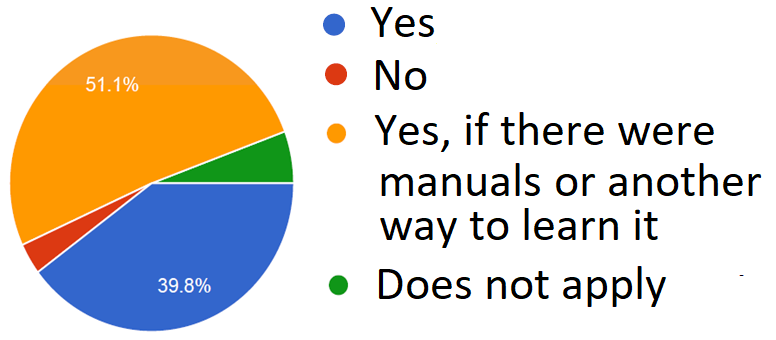 Yes
No
51.1%
Yes, if there were
manuals or another
way to learn it
39.8%
Does not apply